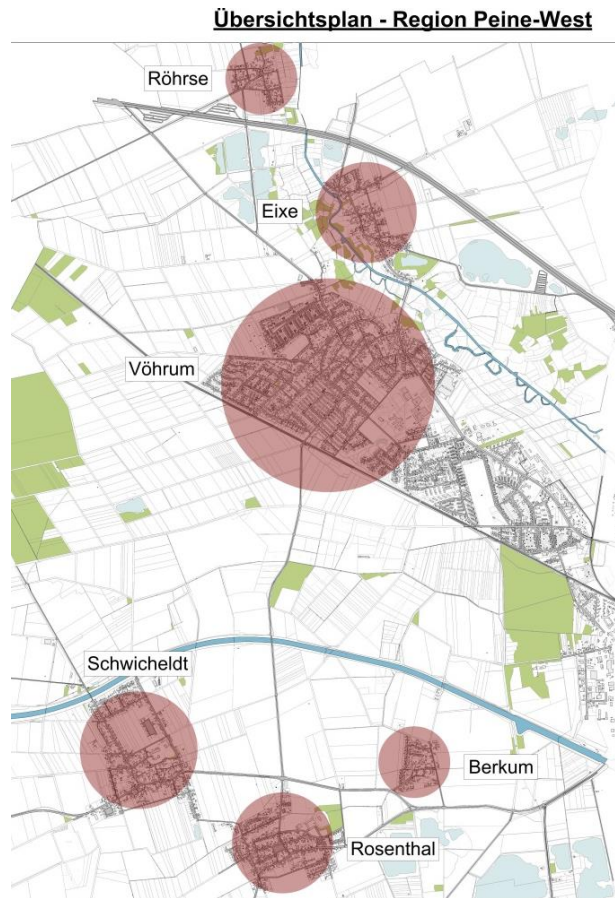 Übersichtsplan - Region Peine-West
Röhrse
Eixe
Vöhrum
Schwicheldt
Berkum
Rosenthal